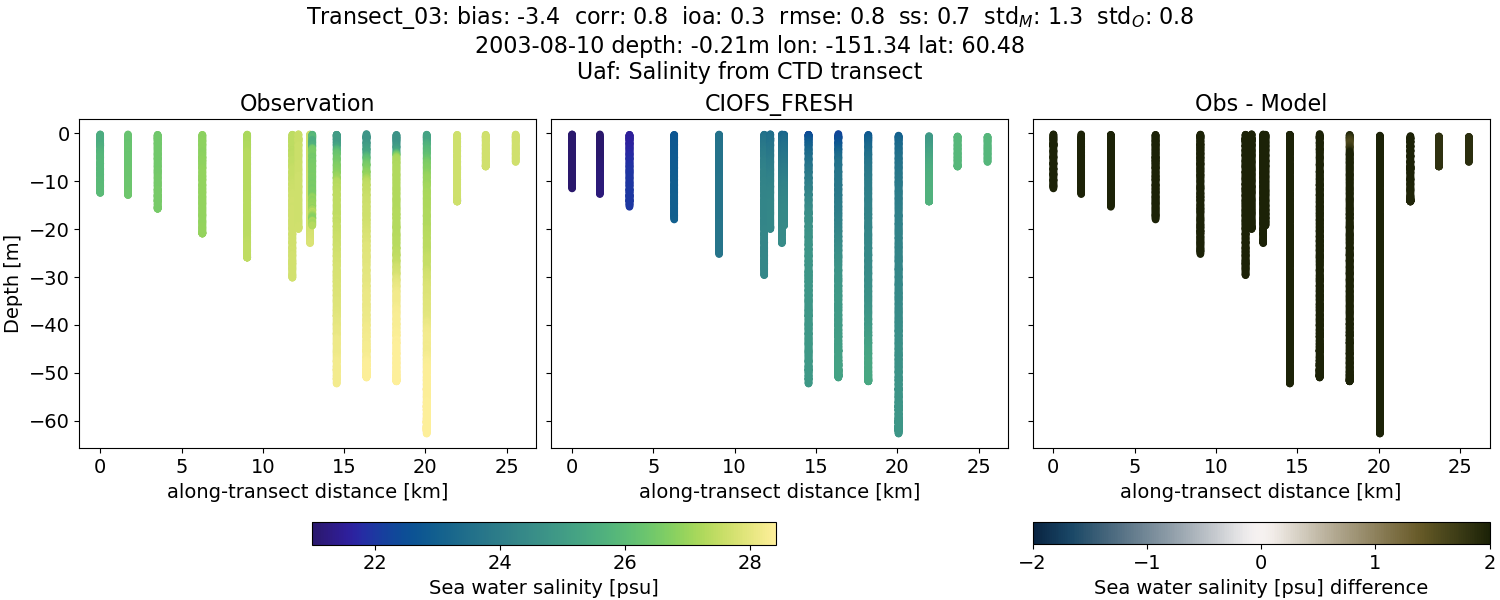 Transect_03: bias: -3.4  corr: 0.8  ioa: 0.3  rmse: 0.8  ss: 0.7  std_M: 1.3  std_O: 0.8
2003-08-10 depth: -0.21m lon: -151.34 lat: 60.48
Uaf: Salinity from CTD transect
Observation
CIOFS_FRESH
Obs - Model
0
−10
−20
−30
−40
−50
−60
Depth [m]
0 5 10 15 20 25
0 5 10 15 20 25
0 5 10 15 20 25
along-transect distance [km]
along-transect distance [km]
along-transect distance [km]
22 24 26 28
Sea water salinity [psu]
−2 −1 0 1 2
Sea water salinity [psu] difference